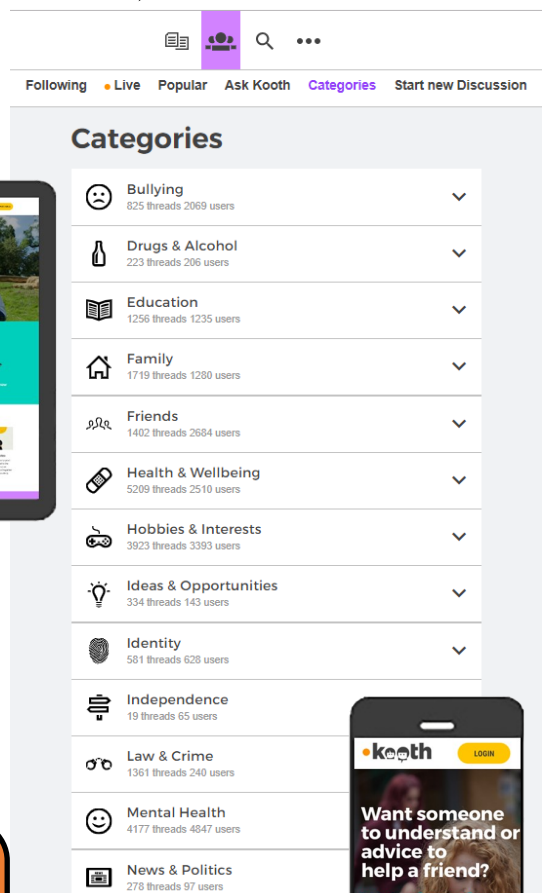 Following Live Popular Ask Kooth Categories Start new Discussion
Categories
Bullying
825 threads 2069 users
Drugs & Alcohol
223 threads 206 users
Education
1256 threads 1235 users
Family
1719 threads 1280 users
Friends
1402 threads 2684 users
Health & Wellbeing
5209 threads 2510 users
Hobbies & Interests
3923 threads 3393 users
Ideas & Opportunities
334 threads 143 users
Identity
581 threads 628 users
Independence
19 threads 65 users
Law & Crime
1361 threads 240 users
Mental Health
4177 threads 4847 users
News & Politics
278 threads 97 users
kooth
LOGIN
Want someone
to understand or
advice to
help a friend?